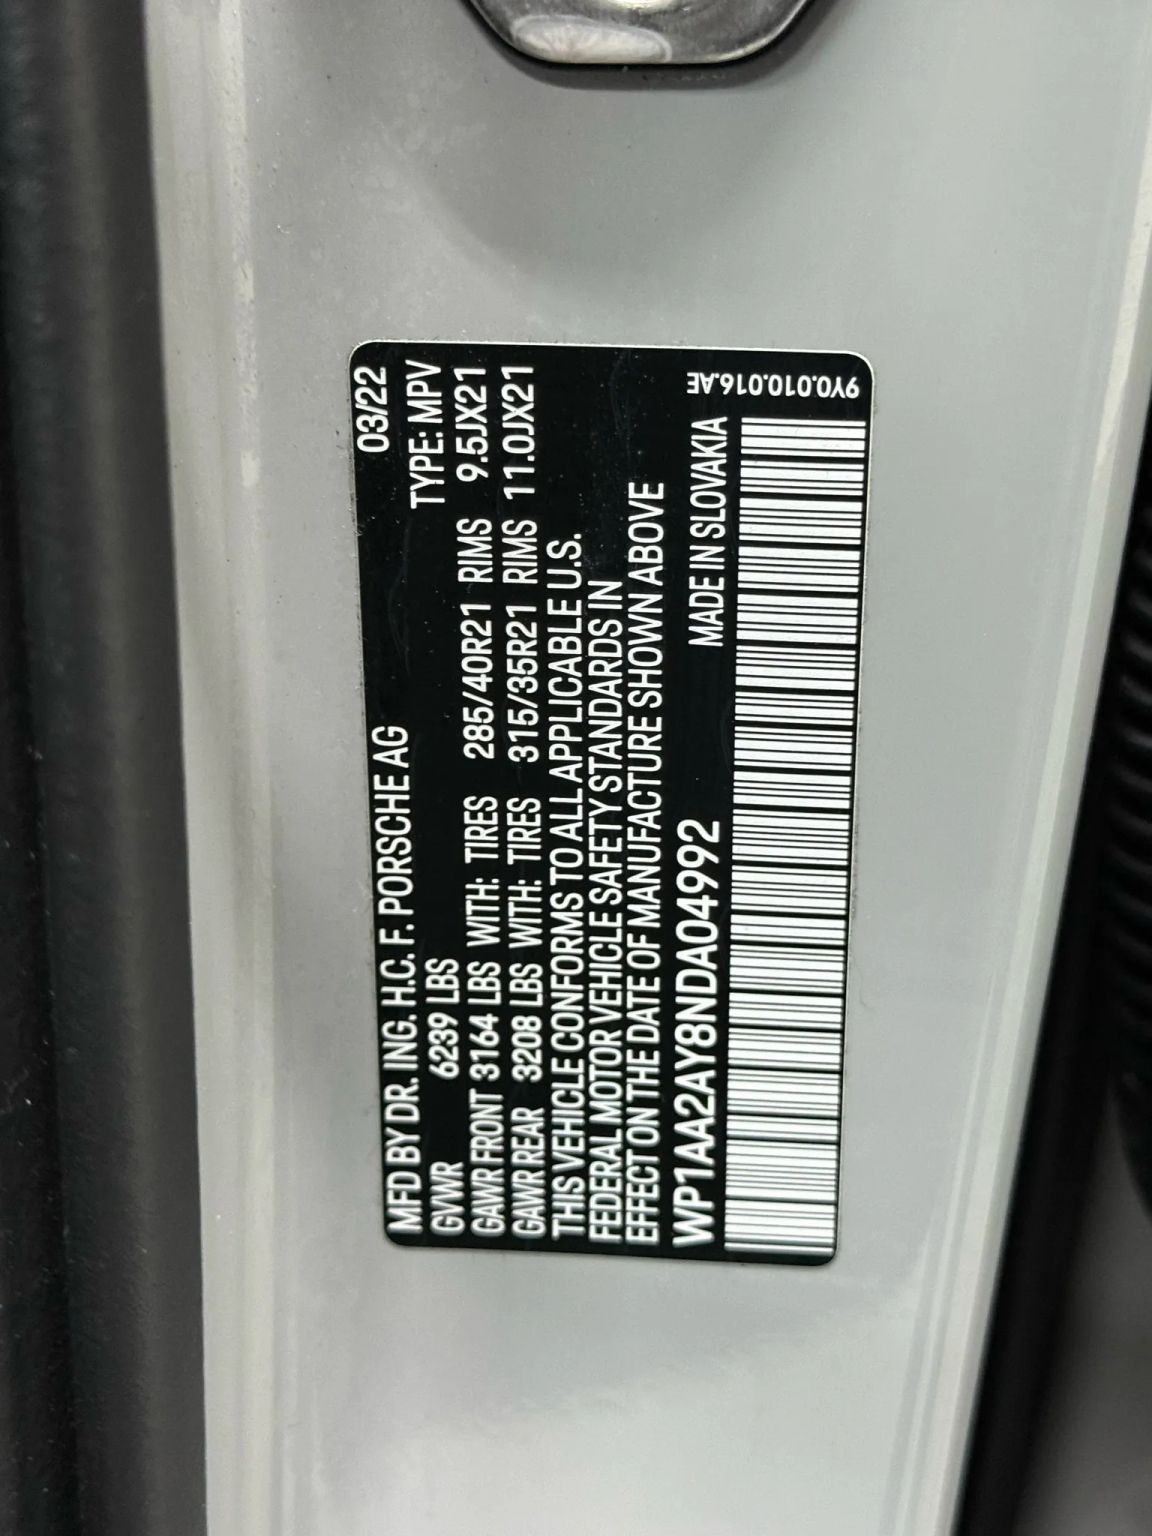 MFD BY DR. ING. H.C. F. PORSCHE AG 03/22
GVWR 6239 LBS TYPE: MPV
GAWR FRONT 3164 LBS WITH: TIRES 285/40R21 RIMS 9.5JX21
GAWR REAR 3208 LBS WITH: TIRES 315/35R21 RIMS 11.0JX21
THIS VEHICLE CONFORMS TO ALL APPLICABLE U.S.
FEDERAL MOTOR VEHICLE SAFETY STANDARDS IN
EFFECT ON THE DATE OF MANUFACTURE SHOWN ABOVE
WP1AA2AY8NDA04992 MADE IN SLOVAKIA
9Y0.010.016.AE